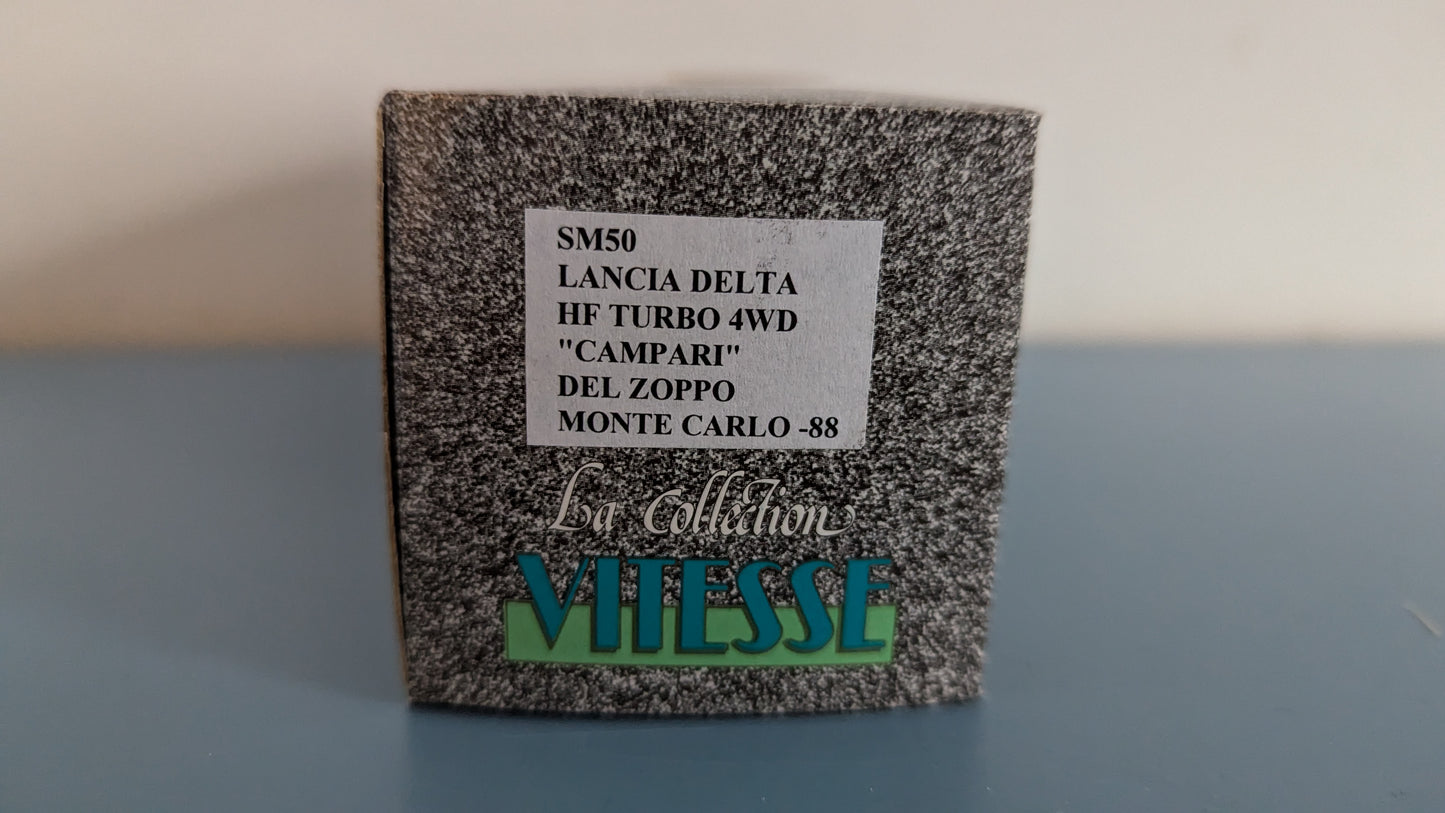 SM50
LANCIA DELTA
HF TURBO 4WD
"CAMPARI"
DEL ZOPPO
MONTE CARLO -88
La collection
VITESSE